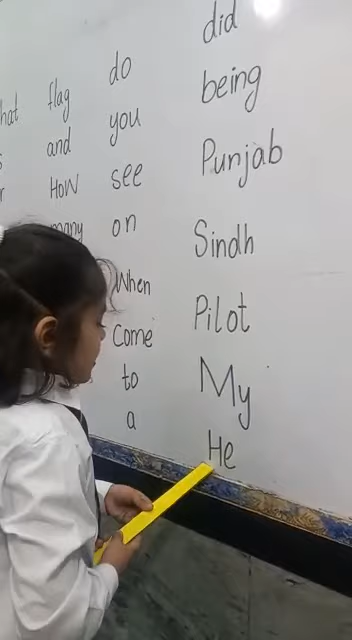 did
being
Punjab
Sindh
Pilot
My
He
do
you
see
on
When
Come
to
a
flag
and
HoW
many
hat